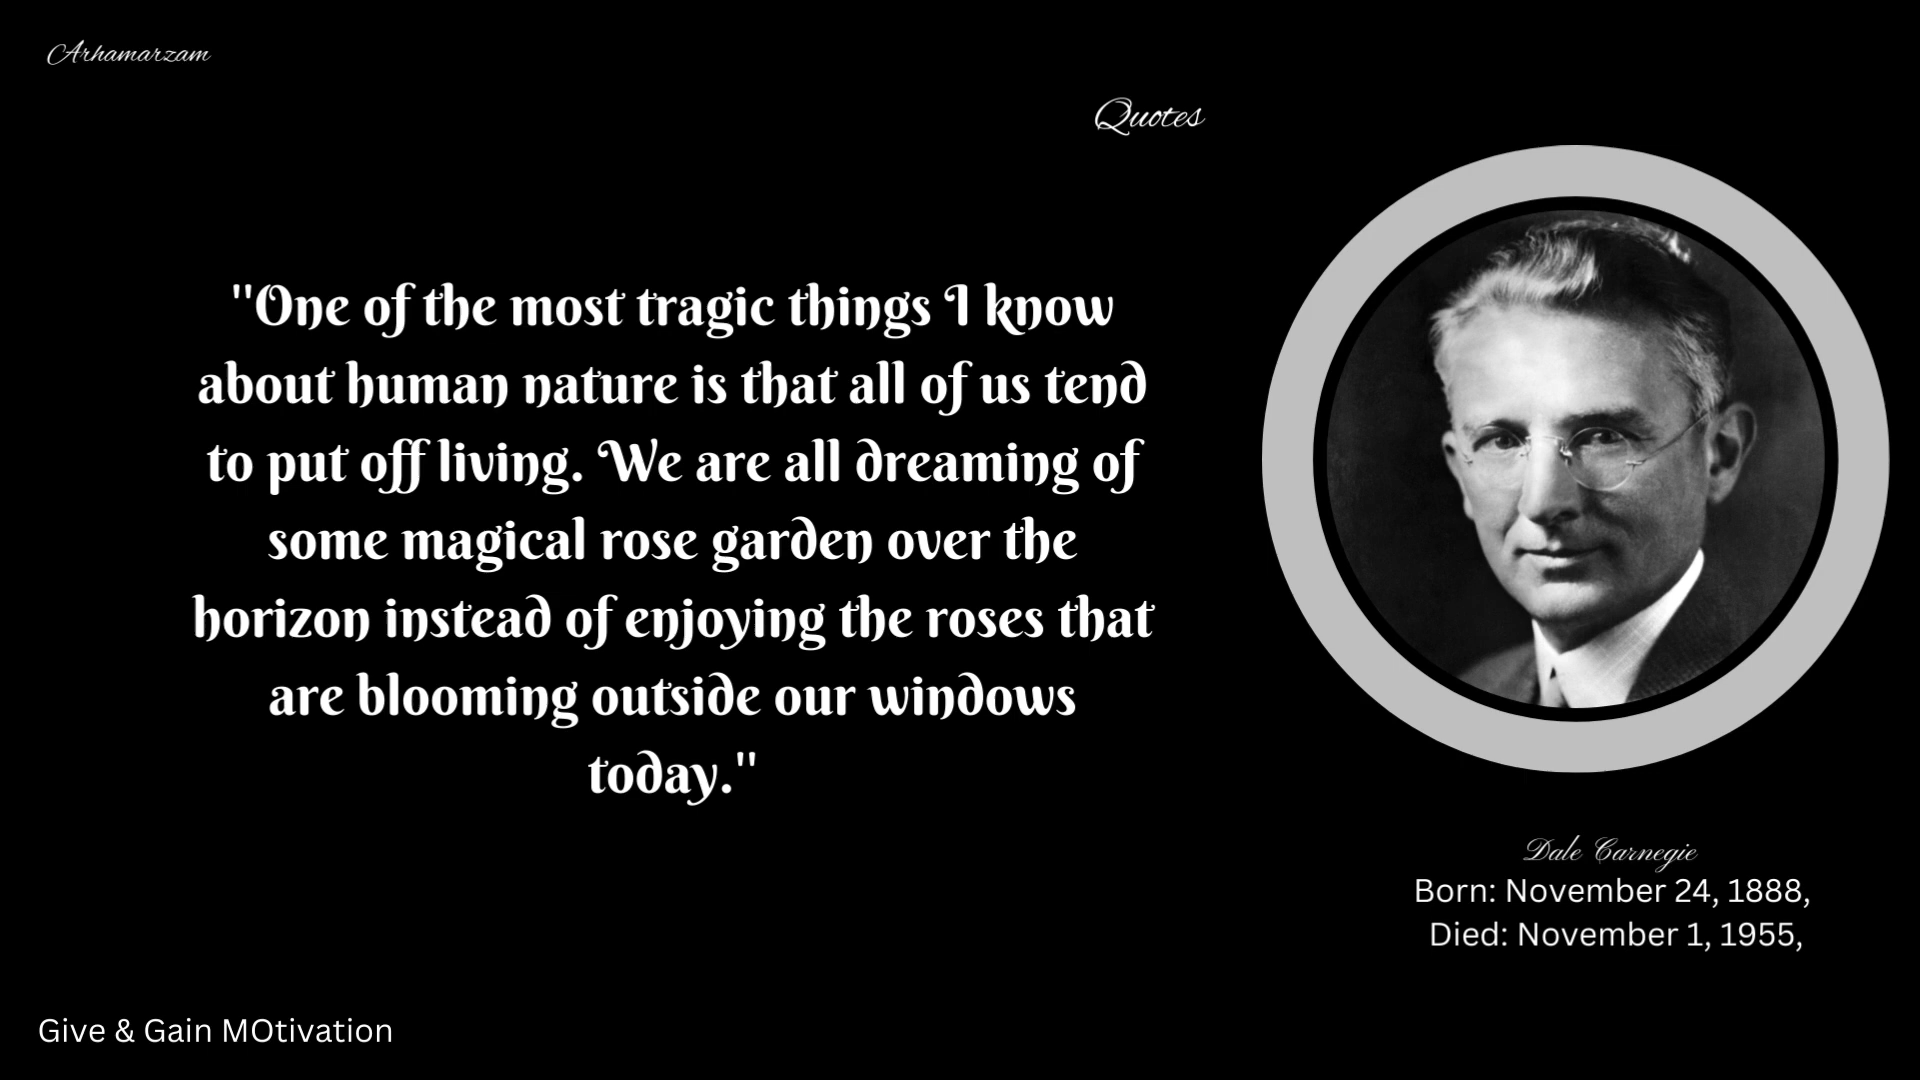 Arhamarzam
Quotes
"One of the most tragic things I know
about human nature is that all of us tend
to put off living. We are all dreaming of
some magical rose garden over the
horizon instead of enjoying the roses that
are blooming outside our windows
today."
Dale Carnegie
Born: November 24, 1888,
Died: November 1, 1955,
Give & Gain MOtivation